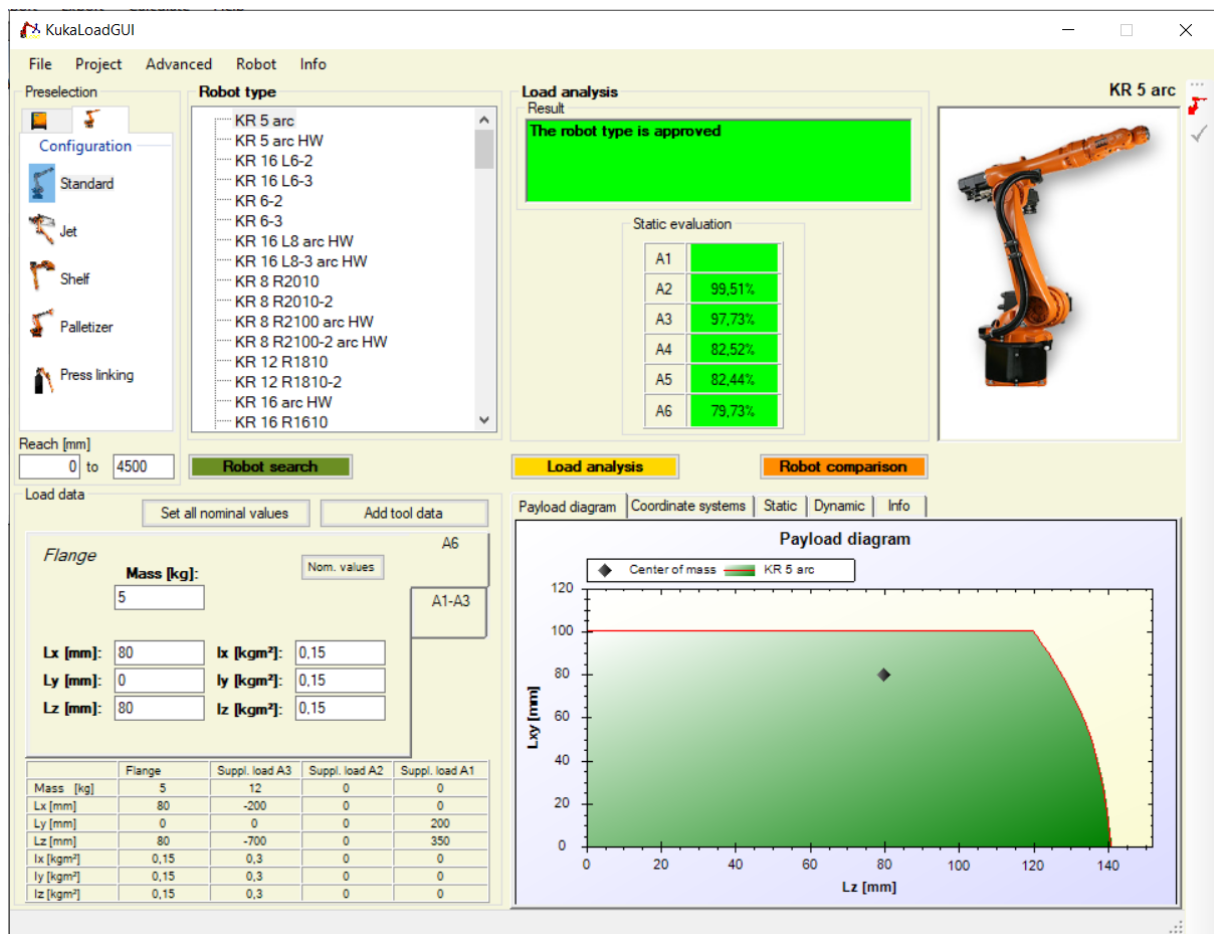 KukaLoadGUI
File Project Advanced Robot Info
Preselection
Configuration
Standard
Jet
Shelf
Palletizer
Press linking
Reach [mm]
0 to 4500
Robot type
KR 5 arc
KR 5 arc HW
KR 16 L6-2
KR 16 L6-3
KR 6-2
KR 6-3
KR 16 L8 arc HW
KR 16 L8-3 arc HW
KR 8 R2010
KR 8 R2010-2
KR 8 R2100 arc HW
KR 8 R2100-2 arc HW
KR 12 R1810
KR 12 R1810-2
KR 16 arc HW
KR 16 R1610
Robot search
Load analysis
Result
The robot type is approved
Static evaluation
A1
A2 99,51%
A3 97,73%
A4 82,52%
A5 82,44%
A6 79,73%
Load analysis
Robot comparison
KR 5 arc
Load data
Set all nominal values
Add tool data
Flange
Mass [kg]:
5
Nom. values
A6
A1-A3
Lx [mm]: 80 Ix [kgm²]: 0,15
Ly [mm]: 0 Iy [kgm²]: 0,15
Lz [mm]: 80 Iz [kgm²]: 0,15
Flange Suppl. load A3 Suppl. load A2 Suppl. load A1
Mass [kg] 5 12 0 0
Lx [mm] 80 -200 0 0
Ly [mm] 0 0 0 200
Lz [mm] 80 -700 0 350
Ix [kgm²] 0,15 0,3 0 0
Iy [kgm²] 0,15 0,3 0 0
Iz [kgm²] 0,15 0,3 0 0
Payload diagram Coordinate systems Static Dynamic Info
Payload diagram
Center of mass KR 5 arc
120
100
80
60
40
20
0
Lxy [mm]
0 20 40 60 80 100 120 140
Lz [mm]